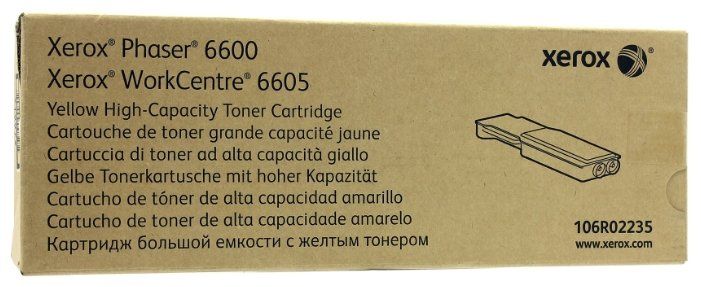 Xerox® Phaser® 6600
Xerox® WorkCentre® 6605
xerox
Yellow High-Capacity Toner Cartridge
Cartouche de toner grande capacité jaune
Cartuccia di toner ad alta capacità giallo
Gelbe Tonerkartusche mit hoher Kapazität
Cartucho de tóner de alta capacidad amarillo
Cartucho de toner de alta capacidade amarelo
Картридж большой емкости с желтым тонером
106R02235
www.xerox.com